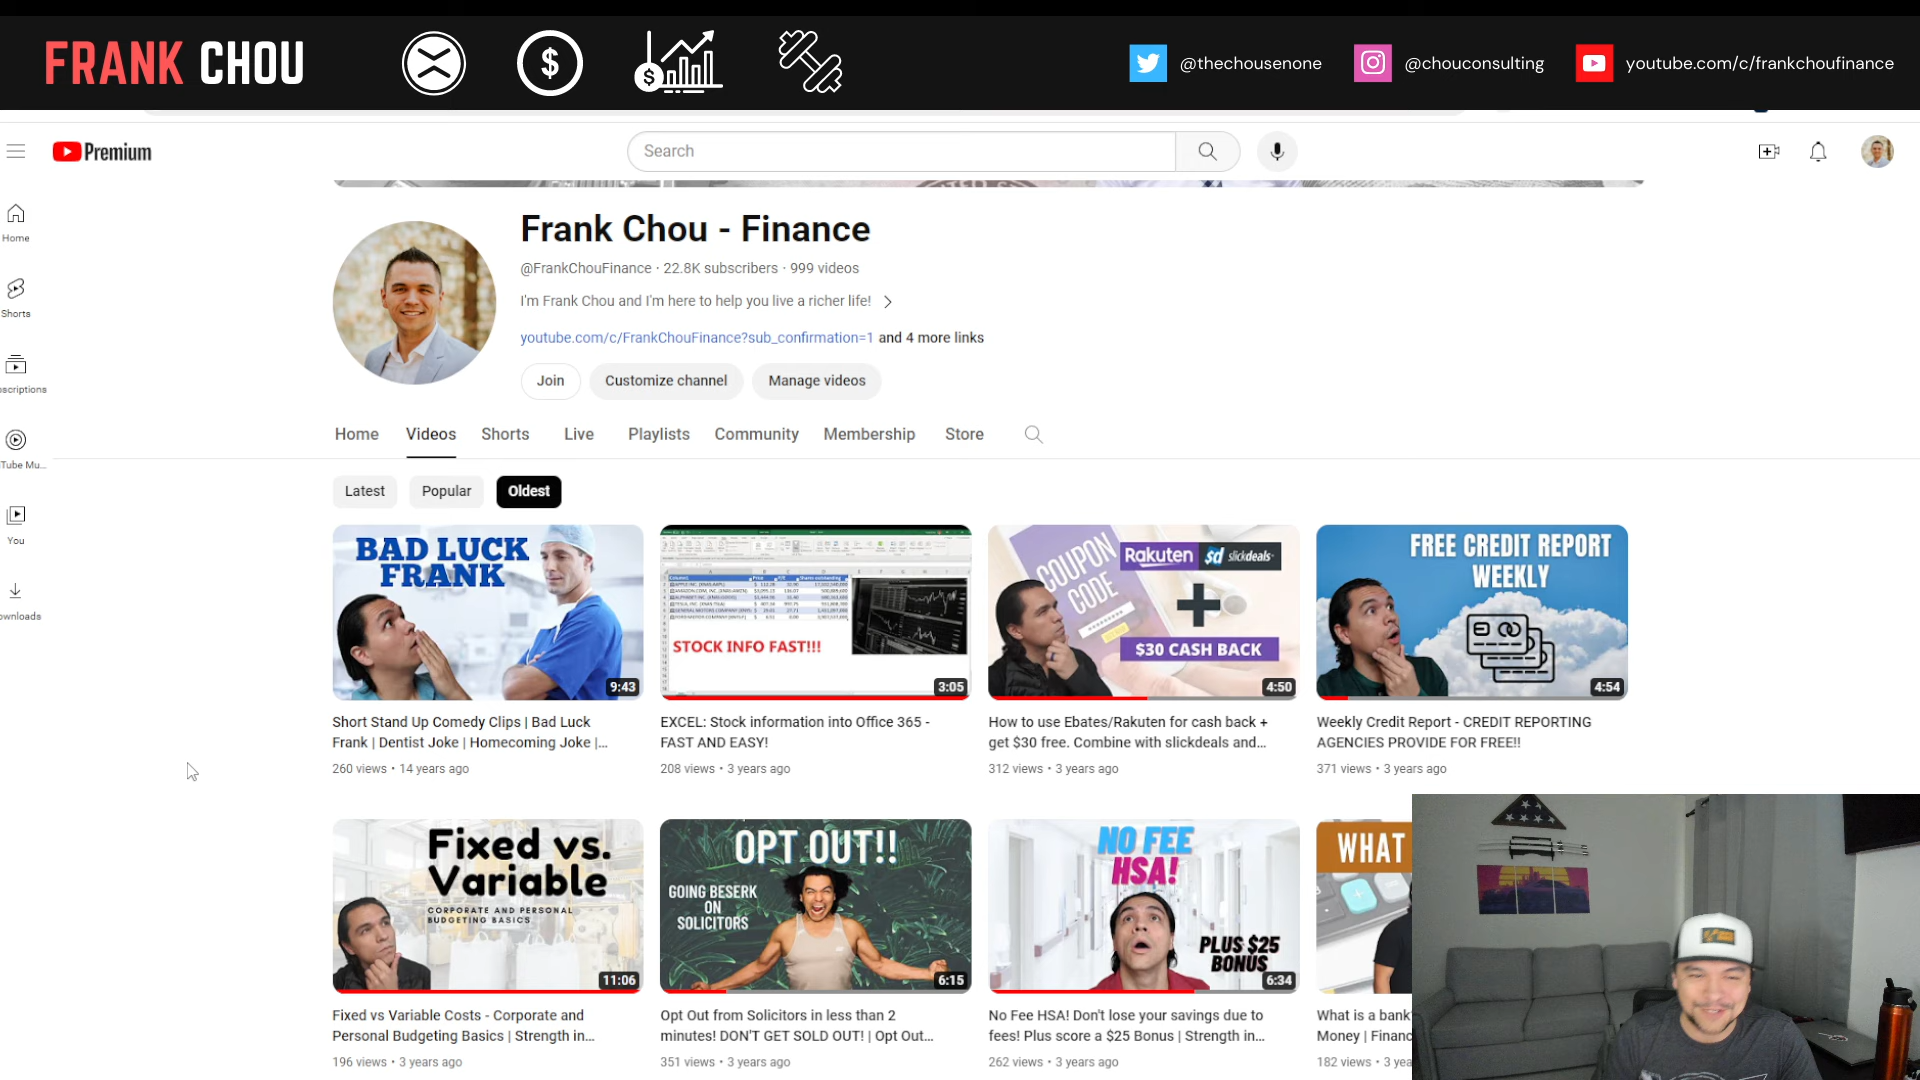 FRANK CHOU
@thechousenone
@chouconsulting
youtube.com/c/frankchoufinance
Premium
Search
Home
Shorts
scriptions
Tube Mu...
You
ownloads
Frank Chou - Finance
@FrankChouFinance · 22.8K subscribers · 999 videos
I'm Frank Chou and I'm here to help you live a richer life!
youtube.com/c/FrankChouFinance?sub_confirmation=1 and 4 more links
Join
Customize channel
Manage videos
Home
Videos
Shorts
Live
Playlists
Community
Membership
Store
Latest
Popular
Oldest
BAD LUCK
FRANK
9:43
STOCK INFO FAST!!!
3:05
COUPON
CODE
Rakuten
sd slickdeals
$30 CASH BACK
4:50
FREE CREDIT REPORT
WEEKLY
4:54
Short Stand Up Comedy Clips | Bad Luck
Frank | Dentist Joke | Homecoming Joke |...
260 views • 14 years ago
EXCEL: Stock information into Office 365 -
FAST AND EASY!
208 views • 3 years ago
How to use Ebates/Rakuten for cash back +
get $30 free. Combine with slickdeals and...
312 views • 3 years ago
Weekly Credit Report - CREDIT REPORTING
AGENCIES PROVIDE FOR FREE!!
371 views • 3 years ago
Fixed vs.
Variable
CORPORATE AND PERSONAL
BUDGETING BASICS
11:06
OPT OUT!!
GOING BESERK
ON
SOLICITORS
6:15
NO FEE
HSA!
PLUS $25
BONUS
6:34
WHAT
Fixed vs Variable Costs - Corporate and
Personal Budgeting Basics | Strength in...
196 views • 3 years ago
Opt Out from Solicitors in less than 2
minutes! DON'T GET SOLD OUT! | Opt Out...
351 views • 3 years ago
No Fee HSA! Don't lose your savings due to
fees! Plus score a $25 Bonus | Strength in...
262 views • 3 years ago
What is a bank
Money | Financ
182 views • 3 yea